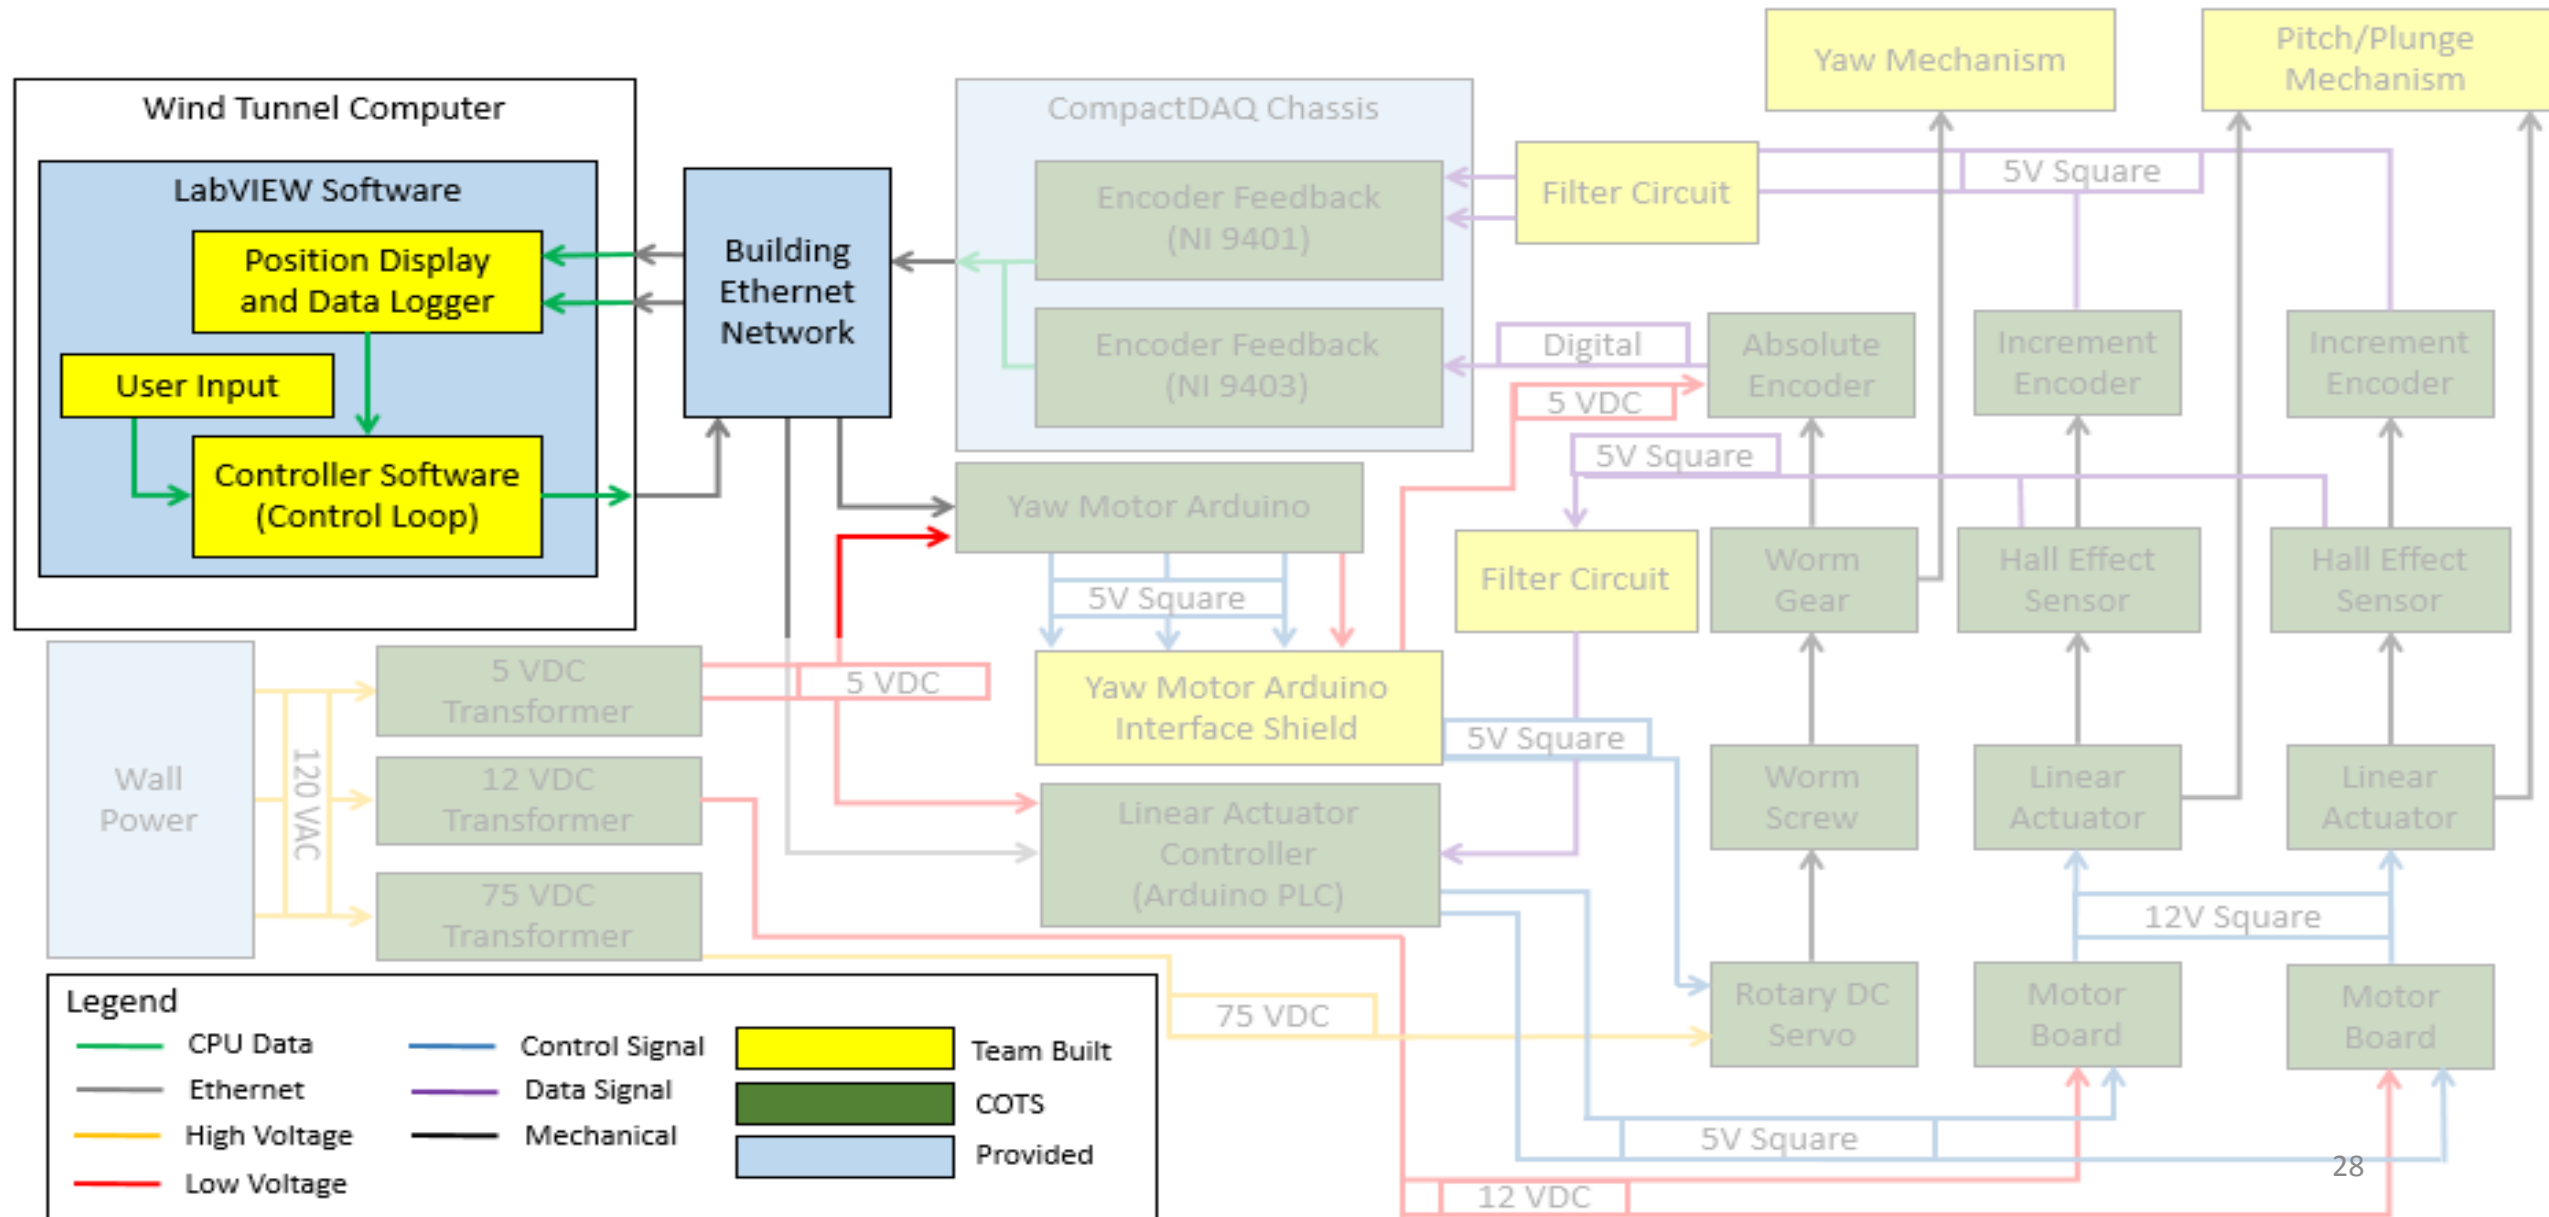 Yaw Mechanism
Pitch/Plunge
Mechanism
Wind Tunnel Computer
LabVIEW Software
Position Display
and Data Logger
User Input
Controller Software
(Control Loop)
Building
Ethernet
Network
CompactDAQ Chassis
Encoder Feedback
(NI 9401)
Encoder Feedback
(NI 9403)
Filter Circuit
5V Square
Digital
5 VDC
Absolute
Encoder
Increment
Encoder
Increment
Encoder
5V Square
Yaw Motor Arduino
5V Square
Filter Circuit
Worm
Gear
Hall Effect
Sensor
Hall Effect
Sensor
Wall
Power
120 VAC
5 VDC
Transformer
12 VDC
Transformer
75 VDC
Transformer
5 VDC
Yaw Motor Arduino
Interface Shield
5V Square
Linear Actuator
Controller
(Arduino PLC)
Worm
Screw
Linear
Actuator
Linear
Actuator
12V Square
75 VDC
Rotary DC
Servo
Motor
Board
Motor
Board
5V Square
12 VDC
28
Legend
CPU Data
Ethernet
High Voltage
Low Voltage
Control Signal
Data Signal
Mechanical
Team Built
COTS
Provided